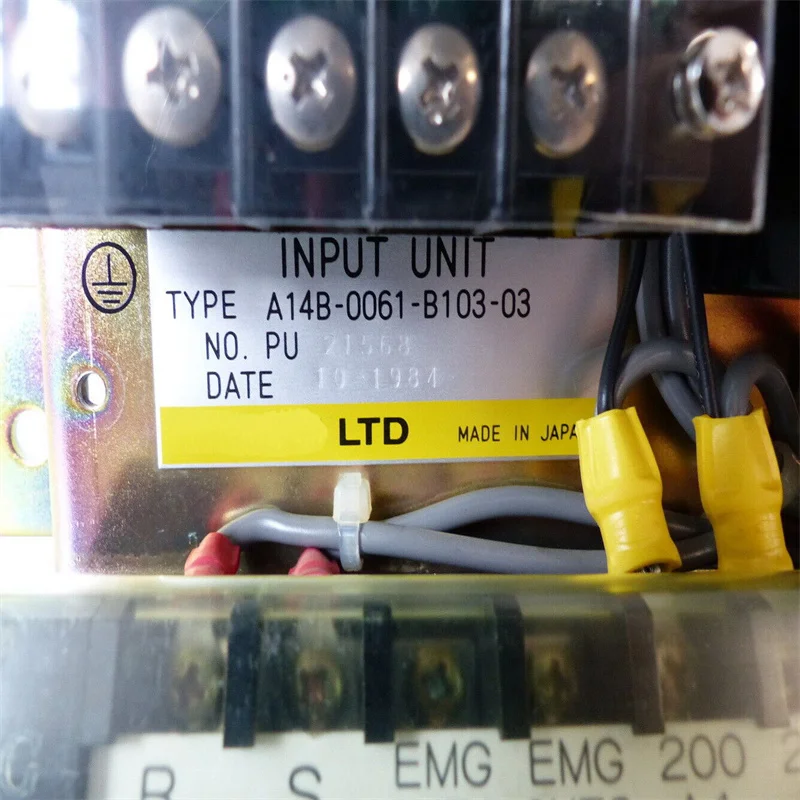 INPUT UNIT
TYPE A14B-0061-B103-03
NO. PU 21568
DATE 10-1984
LTD MADE IN JAPA
R S EMG EMG 200 2